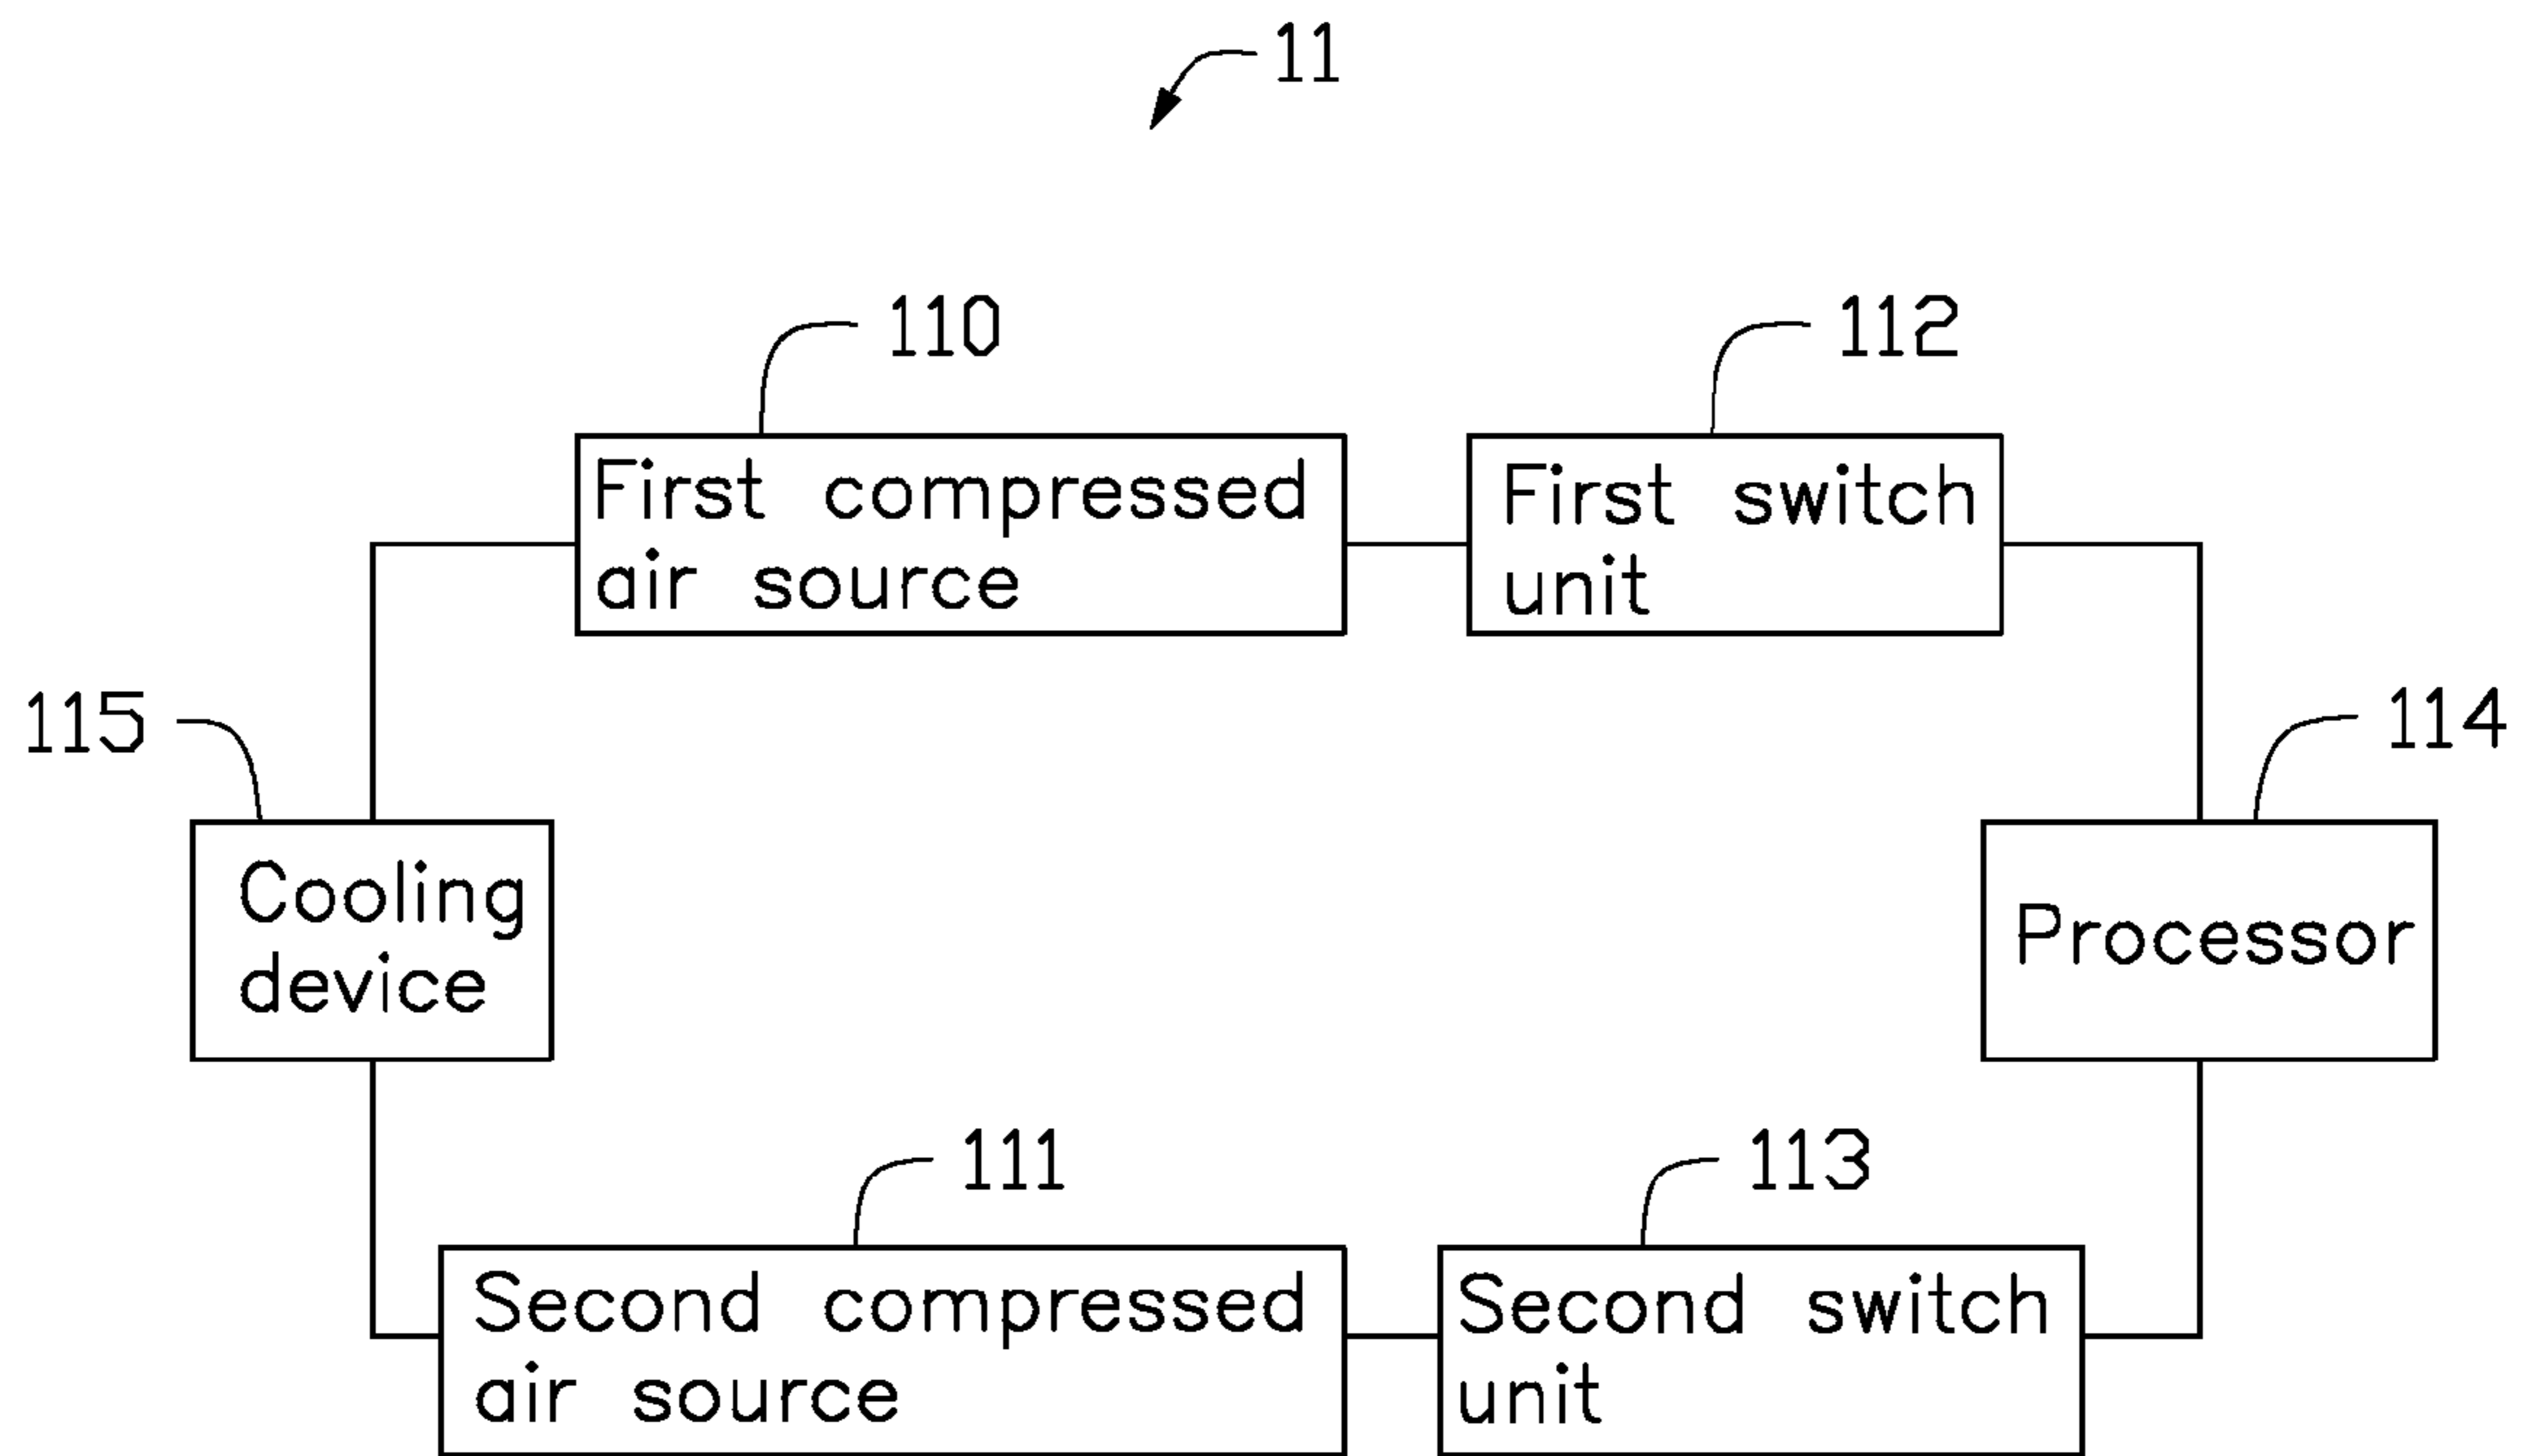 11
110
112
First compressed
air source
First switch
unit
115
114
Cooling
device
Processor
111
113
Second compressed
air source
Second switch
unit